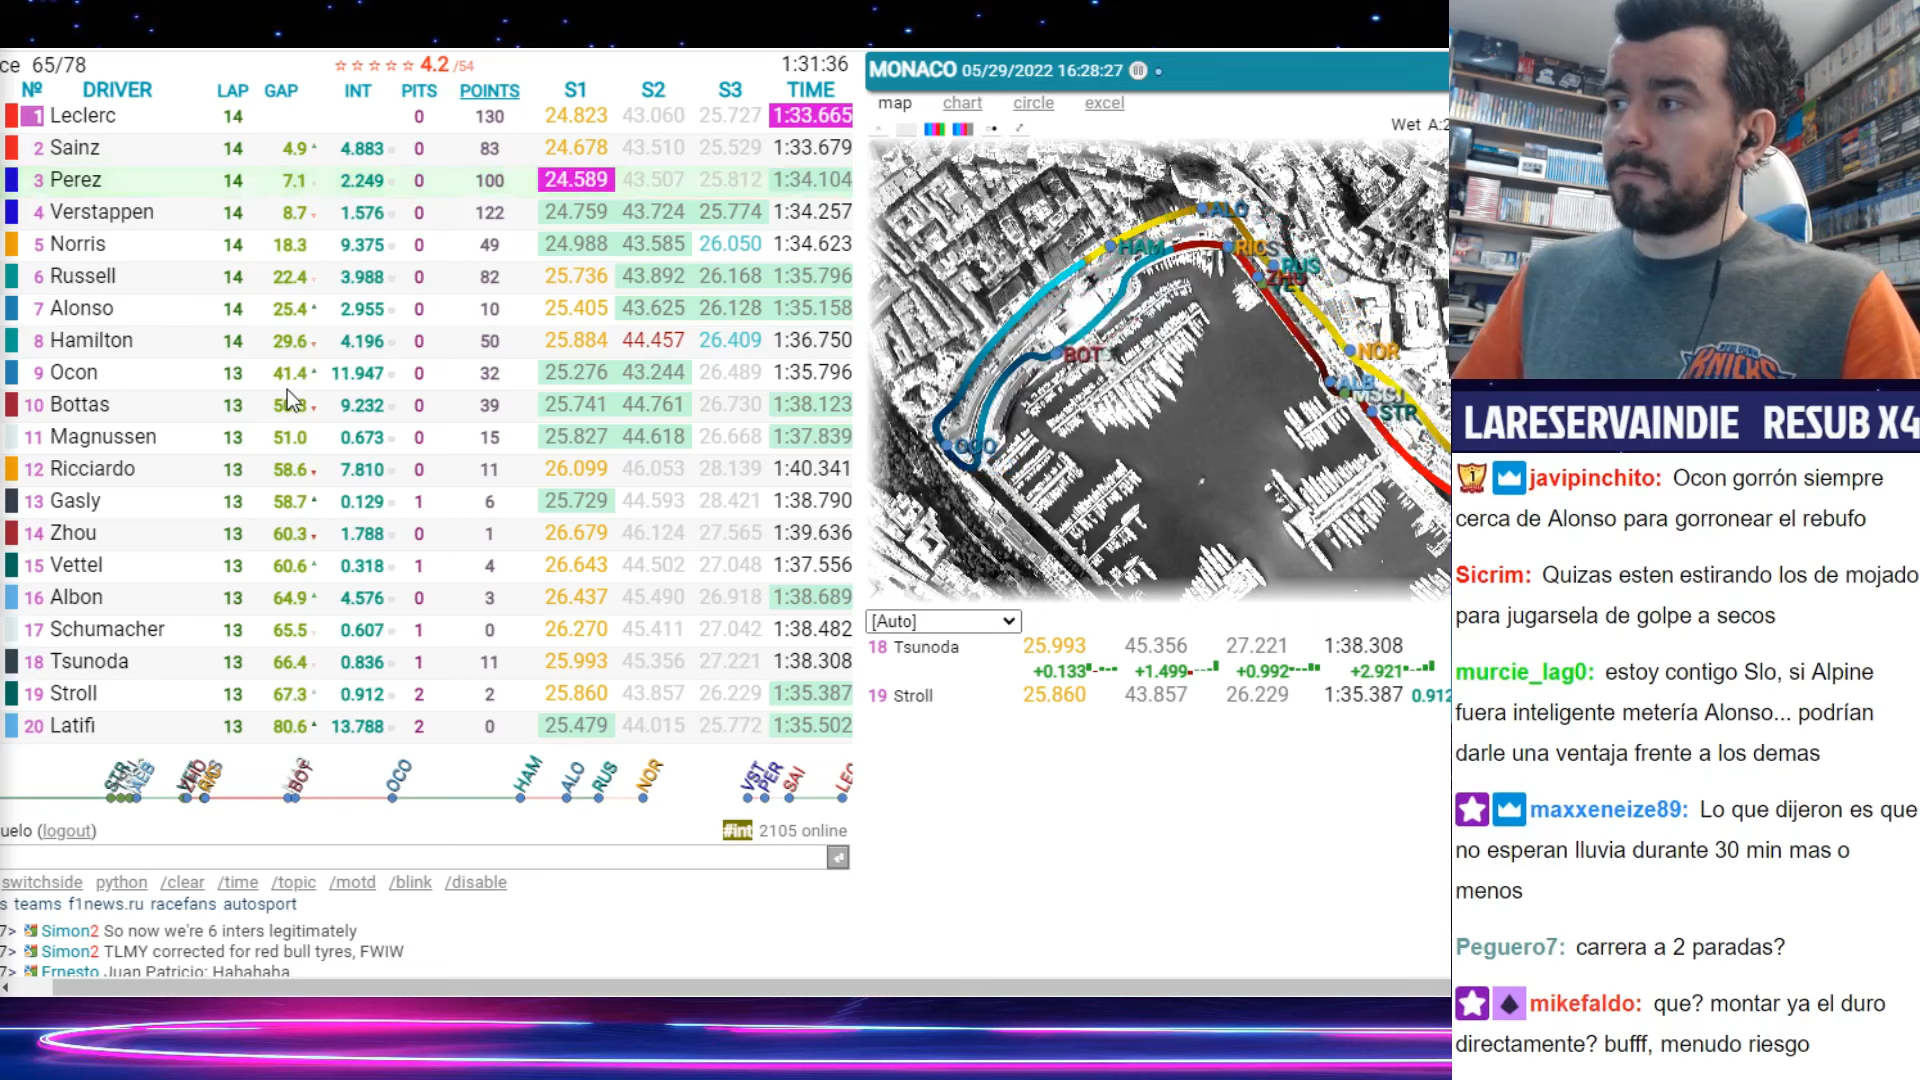 ce 65/78 ☆☆☆☆☆ 4.2 /54 1:31:36
Nº DRIVER LAP GAP INT PITS POINTS S1 S2 S3 TIME
1 Leclerc 14 0 130 24.823 43.060 25.727 1:33.665
2 Sainz 14 4.9 4.883 0 83 24.678 43.510 25.529 1:33.679
3 Perez 14 7.1 2.249 0 100 24.589 43.507 25.812 1:34.104
4 Verstappen 14 8.7 1.576 0 122 24.759 43.724 25.774 1:34.257
5 Norris 14 18.3 9.375 0 49 24.988 43.585 26.050 1:34.623
6 Russell 14 22.4 3.988 0 82 25.736 43.892 26.168 1:35.796
7 Alonso 14 25.4 2.955 0 10 25.405 43.625 26.128 1:35.158
8 Hamilton 14 29.6 4.196 0 50 25.884 44.457 26.409 1:36.750
9 Ocon 13 41.4 11.947 0 32 25.276 43.244 26.489 1:35.796
10 Bottas 13 9.232 0 39 25.741 44.761 26.730 1:38.123
11 Magnussen 13 51.0 0.673 0 15 25.827 44.618 26.668 1:37.839
12 Ricciardo 13 58.6 7.810 0 11 26.099 46.053 28.139 1:40.341
13 Gasly 13 58.7 0.129 1 6 25.729 44.593 28.421 1:38.790
14 Zhou 13 60.3 1.788 0 1 26.679 46.124 27.565 1:39.636
15 Vettel 13 60.6 0.318 1 4 26.643 44.502 27.048 1:37.556
16 Albon 13 64.9 4.576 0 3 26.437 45.490 26.918 1:38.689
17 Schumacher 13 65.5 0.607 1 0 26.270 45.411 27.042 1:38.482
18 Tsunoda 13 66.4 0.836 1 11 25.993 45.356 27.221 1:38.308
19 Stroll 13 67.3 0.912 2 2 25.860 43.857 26.229 1:35.387
20 Latifi 13 80.6 13.788 2 0 25.479 44.015 25.772 1:35.502
STR ALB BOT OCO HAM ALO RUS NOR VST PER SAI LEC
uelo (logout) #int 2105 online
switchside python /clear /time /topic /motd /blink /disable
s teams f1news.ru racefans autosport
7> Simon2 So now we're 6 inters legitimately
7> Simon2 TLMY corrected for red bull tyres, FWIW
7> Ernesto Juan Patricio: Hahahaha
MONACO 05/29/2022 16:28:27
map chart circle excel
Wet A:2
ALO
HAM RIC
RUS
ZHU
NOR
BOT
ALB
MSC
STR
OCO
[Auto]
18 Tsunoda 25.993 45.356 27.221 1:38.308
+0.133 +1.499 +0.992 +2.921
19 Stroll 25.860 43.857 26.229 1:35.387 0.912
NEW YORK
KNICKS
LARESERVAINDIE RESUB X4
javipinchito: Ocon gorrón siempre
cerca de Alonso para gorronear el rebufo
Sicrim: Quizas esten estirando los de mojado
para jugarsela de golpe a secos
murcie_lag0: estoy contigo Slo, si Alpine
fuera inteligente metería Alonso... podrían
darle una ventaja frente a los demas
maxxeneize89: Lo que dijeron es que
no esperan lluvia durante 30 min mas o
menos
Peguero7: carrera a 2 paradas?
mikefaldo: que? montar ya el duro
directamente? bufff, menudo riesgo